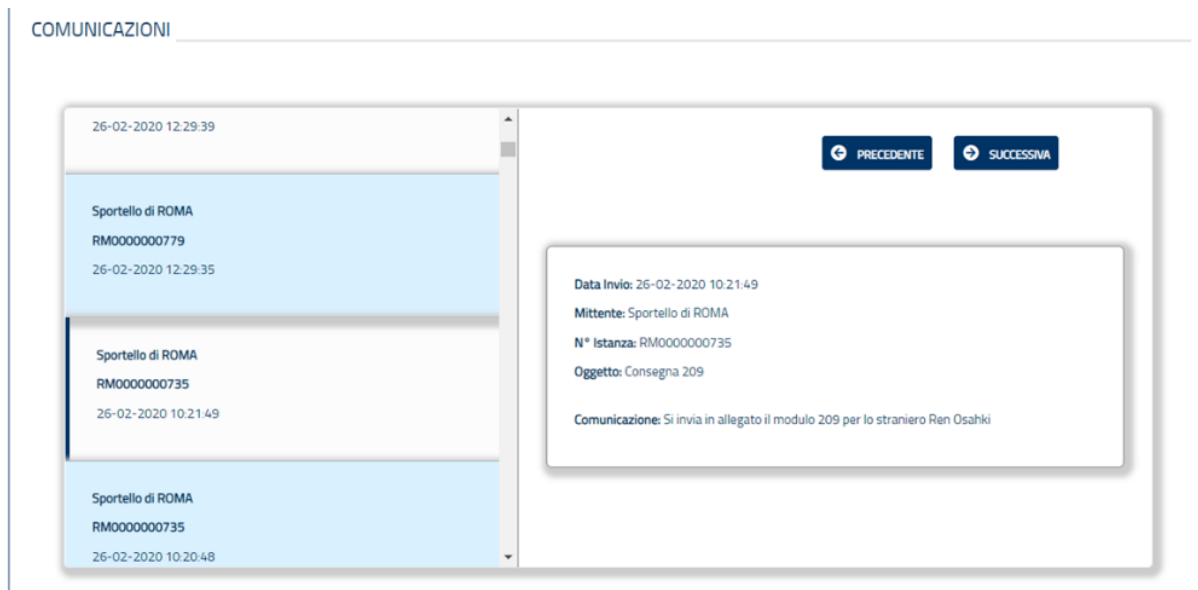 COMUNICAZIONI
26-02-2020 12:29:39
Sportello di ROMA
RM0000000779
26-02-2020 12:29:35
Sportello di ROMA
RM0000000735
26-02-2020 10:21:49
Sportello di ROMA
RM0000000735
26-02-2020 10:20:48
PRECEDENTE
SUCCESSIVA
Data Invio: 26-02-2020 10:21:49
Mittente: Sportello di ROMA
N° Istanza: RM0000000735
Oggetto: Consegna 209
Comunicazione: Si invia in allegato il modulo 209 per lo straniero Ren Osahki